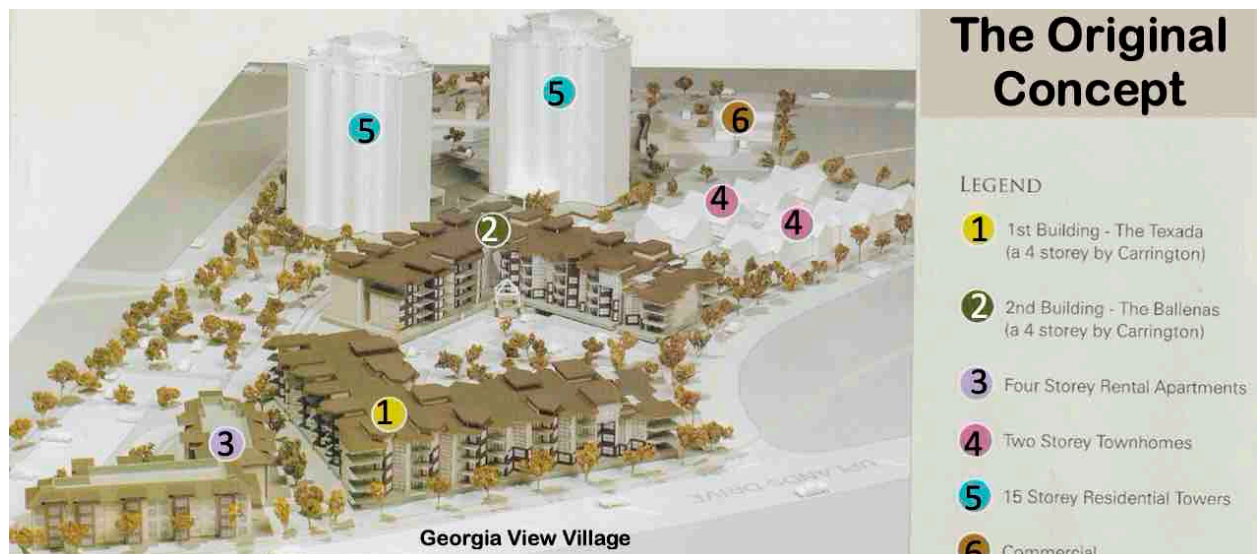 The Original
Concept
LEGEND
1 1st Building - The Texada
(a 4 storey by Carrington)
2 2nd Building - The Ballenas
(a 4 storey by Carrington)
3 Four Storey Rental Apartments
4 Two Storey Townhomes
5 15 Storey Residential Towers
6 Commercial
5
5
6
4
4
2
1
3
UPLANDS DRIVE
Georgia View Village